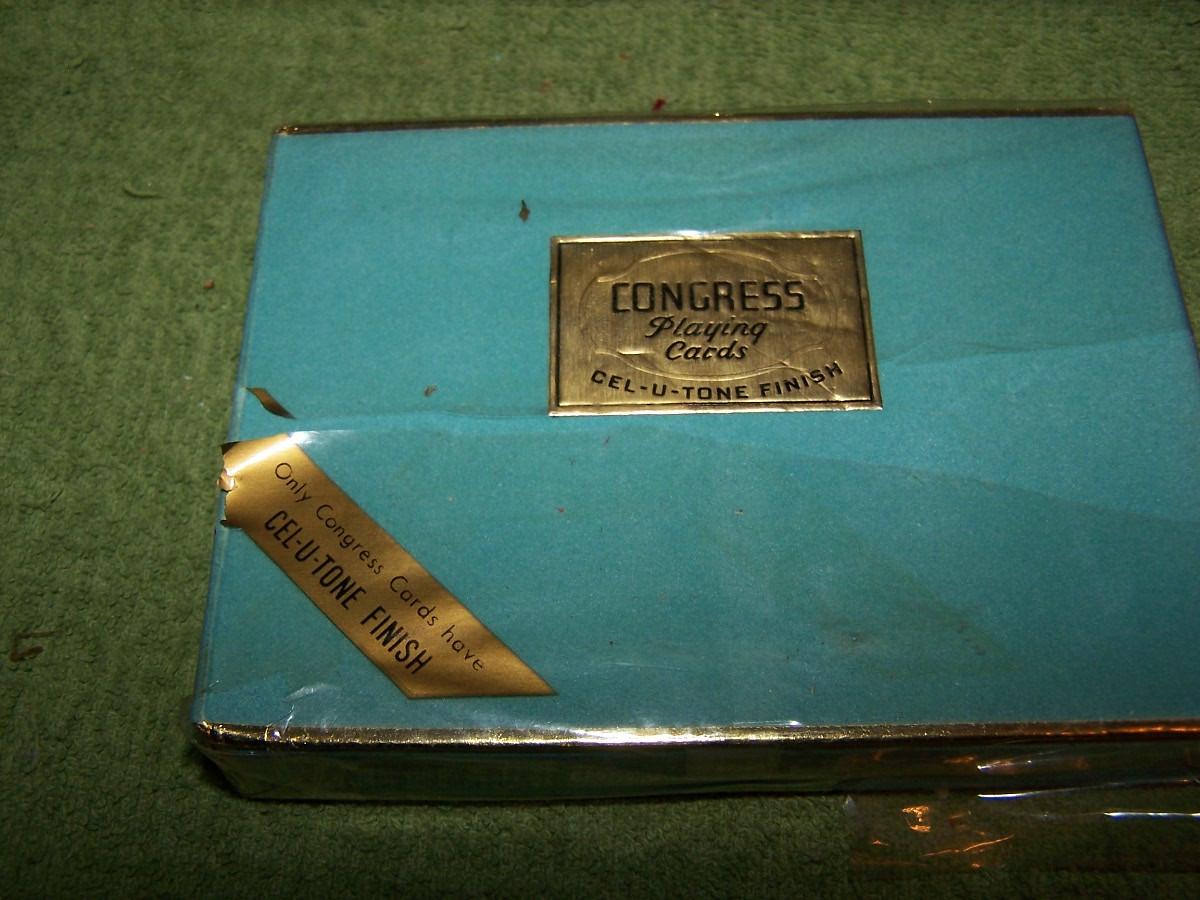 CONGRESS
Playing
Cards
CEL-U-TONE FINISH
Only Congress Cards have
CEL-U-TONE FINISH